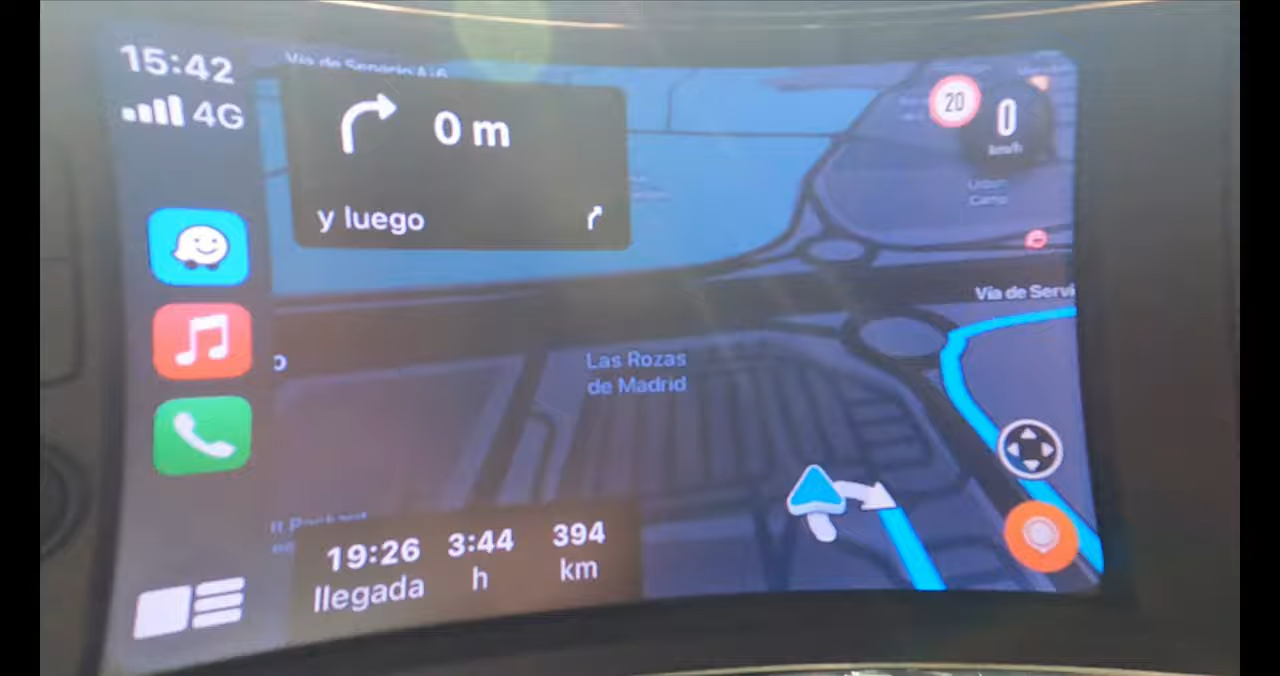 15:42
4G
Vía de Servicio A-6
0 m
y luego
20
0
km/h
Vía de Servi
o
Las Rozas
de Madrid
19:26 3:44 394
llegada h km